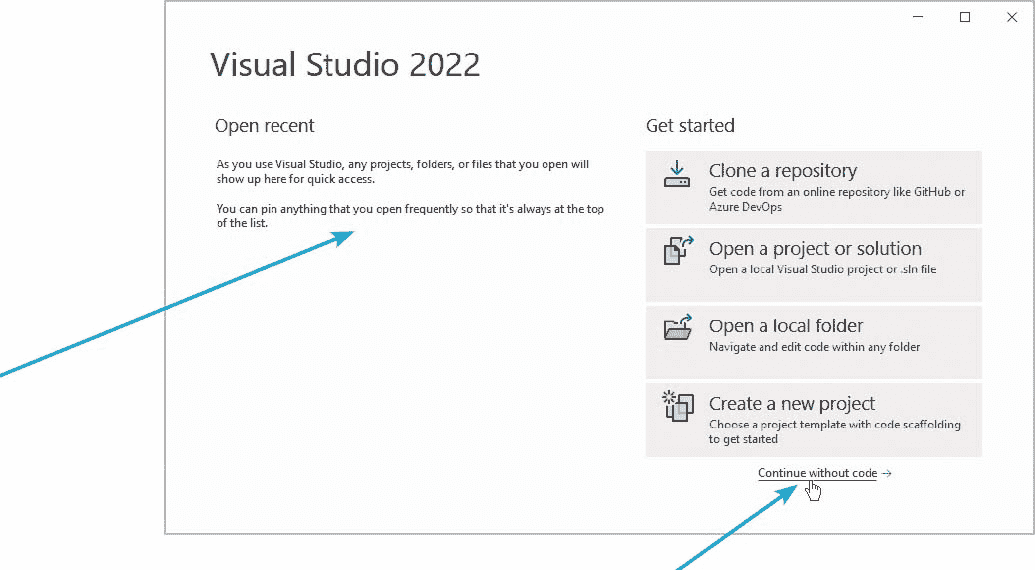 Visual Studio 2022
Open recent
As you use Visual Studio, any projects, folders, or files that you open will
show up here for quick access.
You can pin anything that you open frequently so that it's always at the top
of the list.
Get started
Clone a repository
Get code from an online repository like GitHub or
Azure DevOps
Open a project or solution
Open a local Visual Studio project or .sln file
Open a local folder
Navigate and edit code within any folder
Create a new project
Choose a project template with code scaffolding
to get started
Continue without code →